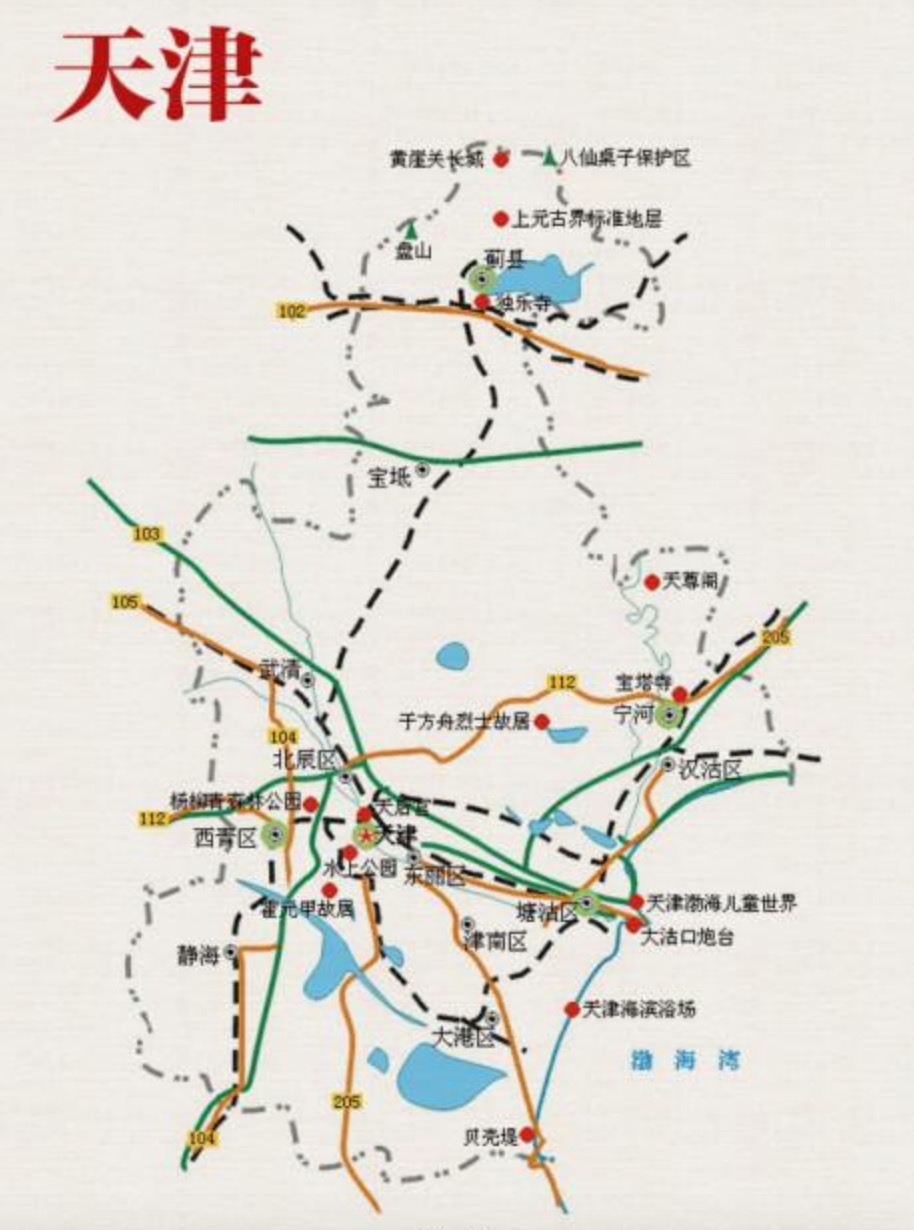 天津
黄崖关长城
八仙桌子保护区
上元古界标准地层
盘山
蓟县
独乐寺
102
宝坻
103
天尊阁
105
205
武清
112
宝塔寺
宁河
于方舟烈士故居
104
北辰区
汉沽区
杨柳青森林公园
天后宫
112
西青区
天津
水上公园
东丽区
霍元甲故居
塘沽区
天津渤海儿童世界
大沽口炮台
津南区
静海
天津海滨浴场
大港区
渤海湾
205
贝壳堤
104